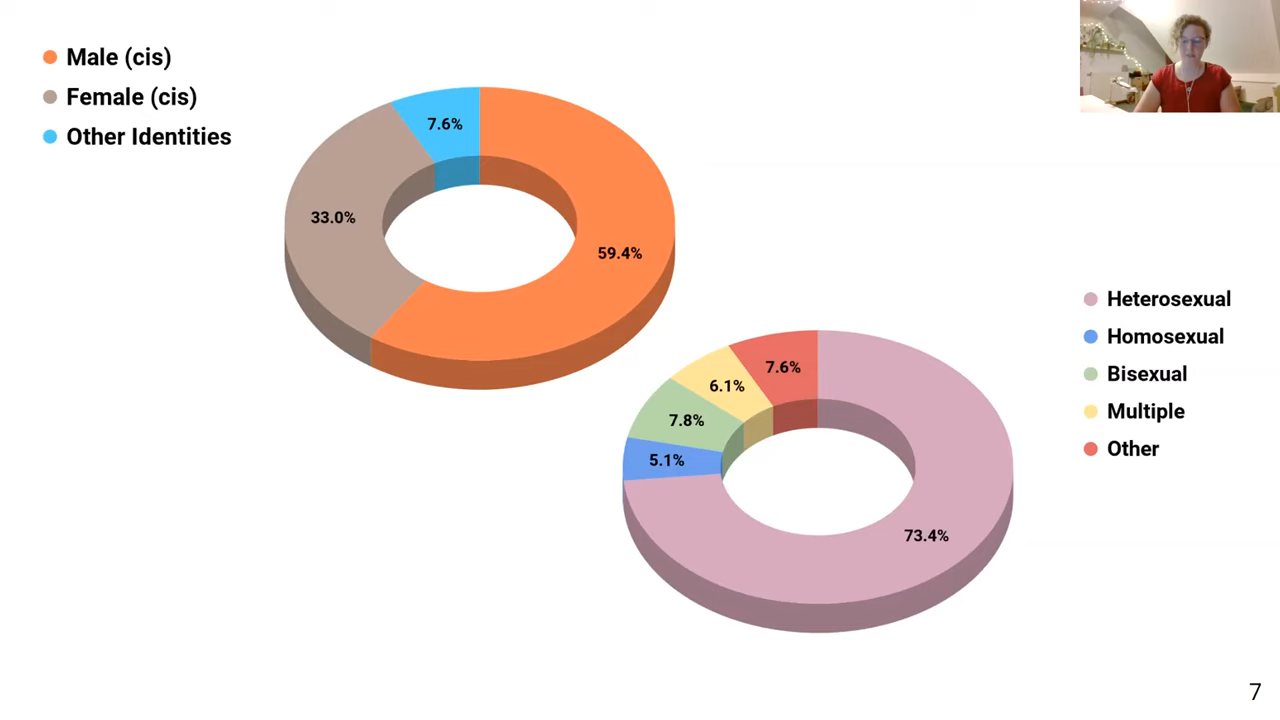 Male (cis)
Female (cis)
Other Identities
7.6%
33.0%
59.4%
Heterosexual
Homosexual
Bisexual
Multiple
Other
7.6%
6.1%
7.8%
5.1%
73.4%
7